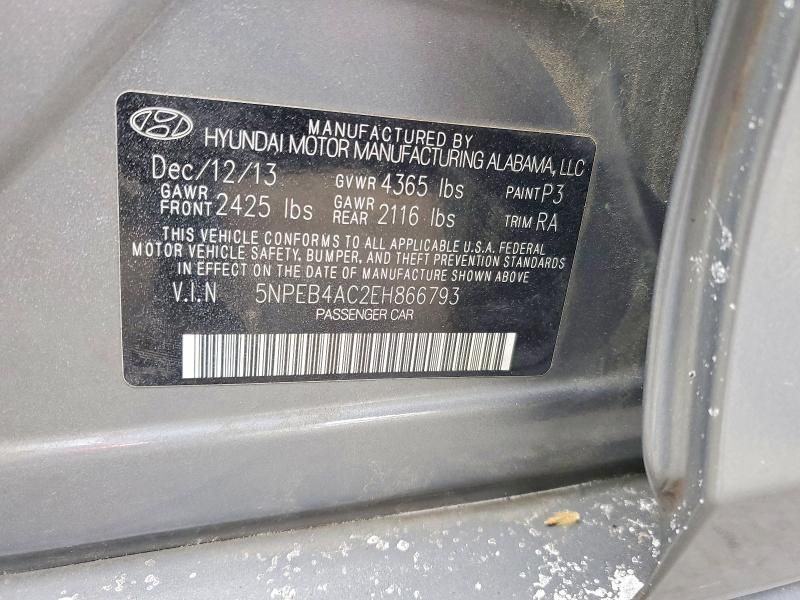 MANUFACTURED BY
HYUNDAI MOTOR MANUFACTURING ALABAMA, LLC
Dec/12/13 GVWR 4365 lbs PAINT P3
GAWR FRONT 2425 lbs GAWR REAR 2116 lbs TRIM RA
THIS VEHICLE CONFORMS TO ALL APPLICABLE U.S.A. FEDERAL
MOTOR VEHICLE SAFETY, BUMPER, AND THEFT PREVENTION STANDARDS
IN EFFECT ON THE DATE OF MANUFACTURE SHOWN ABOVE.
V.I.N 5NPEB4AC2EH866793
PASSENGER CAR